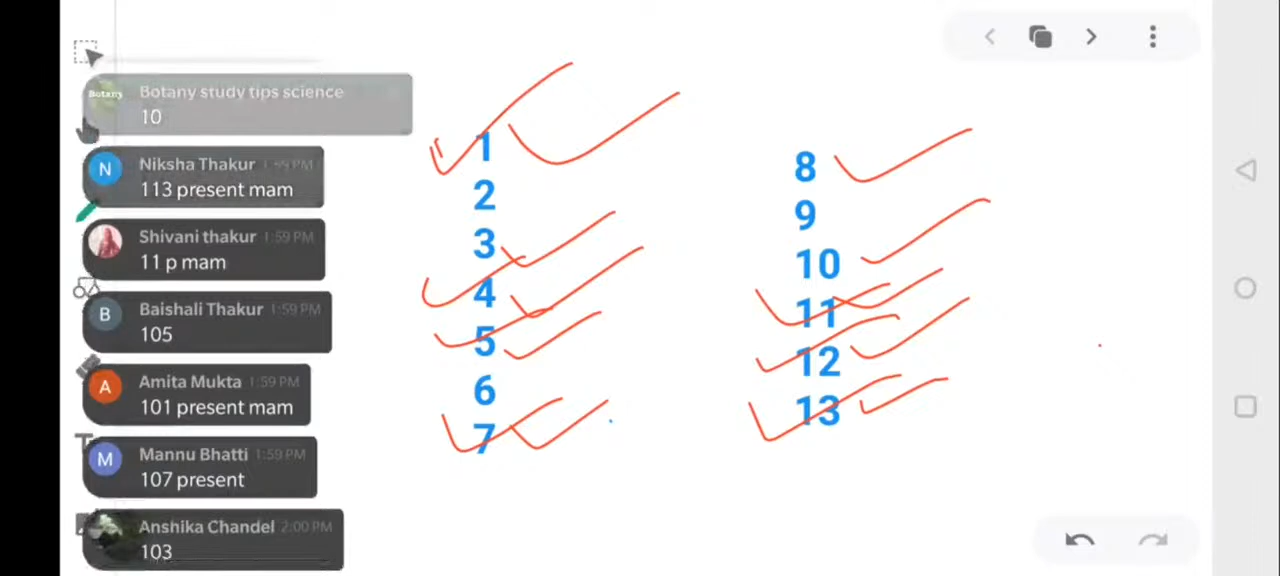 Botany study tips science
10
Botany
N
Niksha Thakur 1:59 PM
113 present mam
Shivani thakur 1:59 PM
11 p mam
B
Baishali Thakur 1:59 PM
105
A
Amita Mukta 1:59 PM
101 present mam
M
Mannu Bhatti 1:59 PM
107 present
Anshika Chandel 2:00 PM
103
1
2
3
4
5
6
7
8
9
10
11
12
13